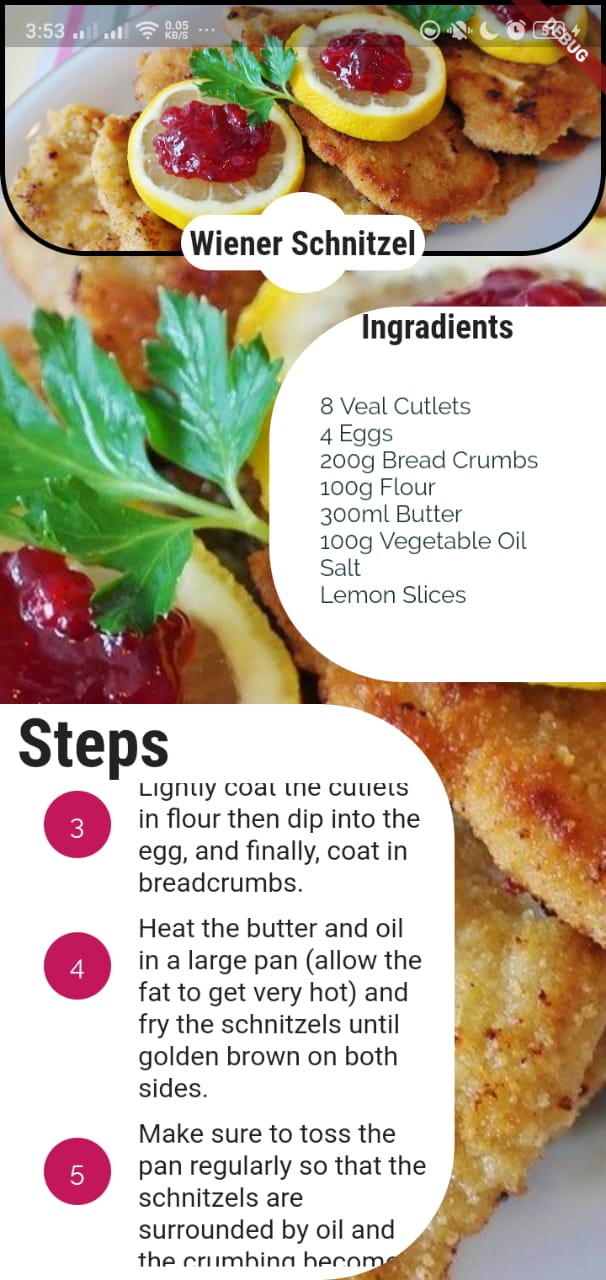 3:53
0.05
KB/S
...
DEBUG
Wiener Schnitzel
Ingradients
8 Veal Cutlets
4 Eggs
200g Bread Crumbs
100g Flour
300ml Butter
100g Vegetable Oil
Salt
Lemon Slices
Steps
3
Lightly coat the cutlets
in flour then dip into the
egg, and finally, coat in
breadcrumbs.
4
Heat the butter and oil
in a large pan (allow the
fat to get very hot) and
fry the schnitzels until
golden brown on both
sides.
5
Make sure to toss the
pan regularly so that the
schnitzels are
surrounded by oil and
the crumbing